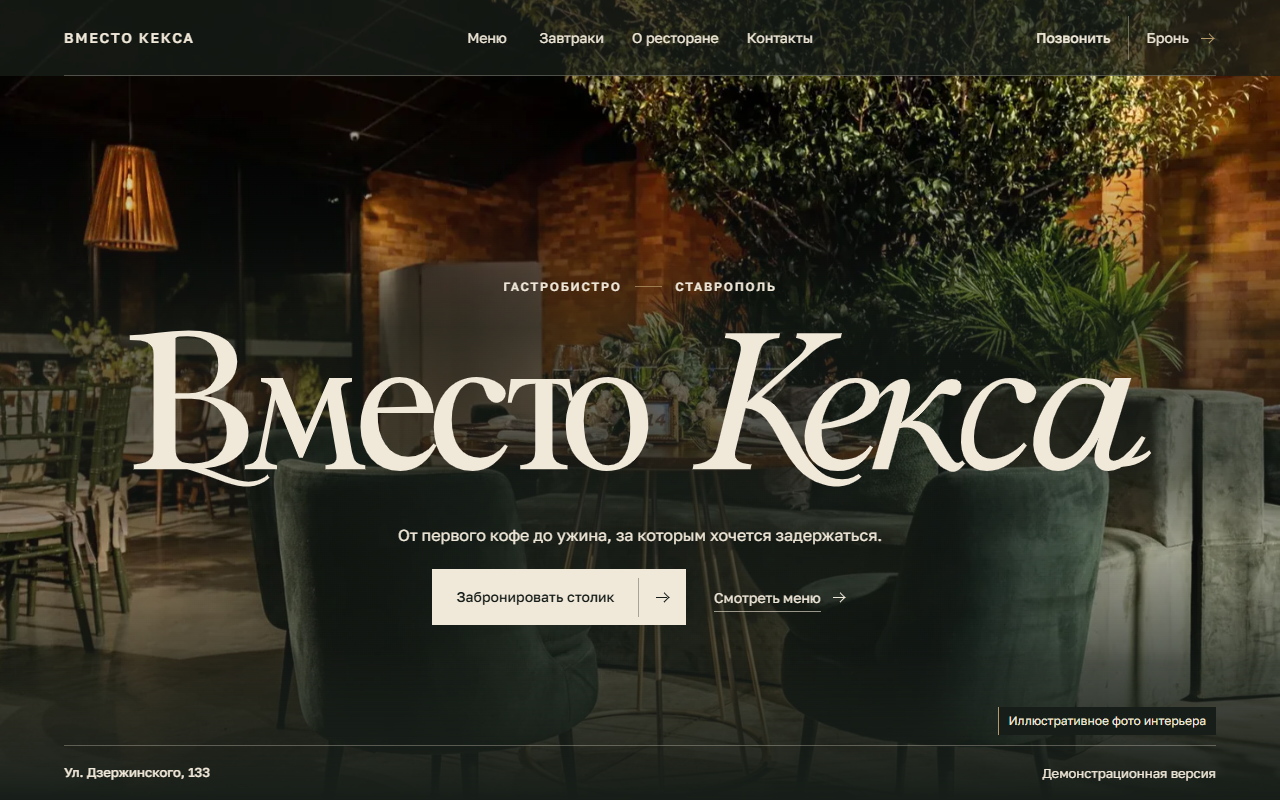 ВМЕСТО КЕКСА
Меню Завтраки О ресторане Контакты
Позвонить Бронь →
ГАСТРОБИСТРО — СТАВРОПОЛЬ
Вместо Кекса
От первого кофе до ужина, за которым хочется задержаться.
Забронировать столик →
Смотреть меню →
Иллюстративное фото интерьера
Ул. Дзержинского, 133
Демонстрационная версия